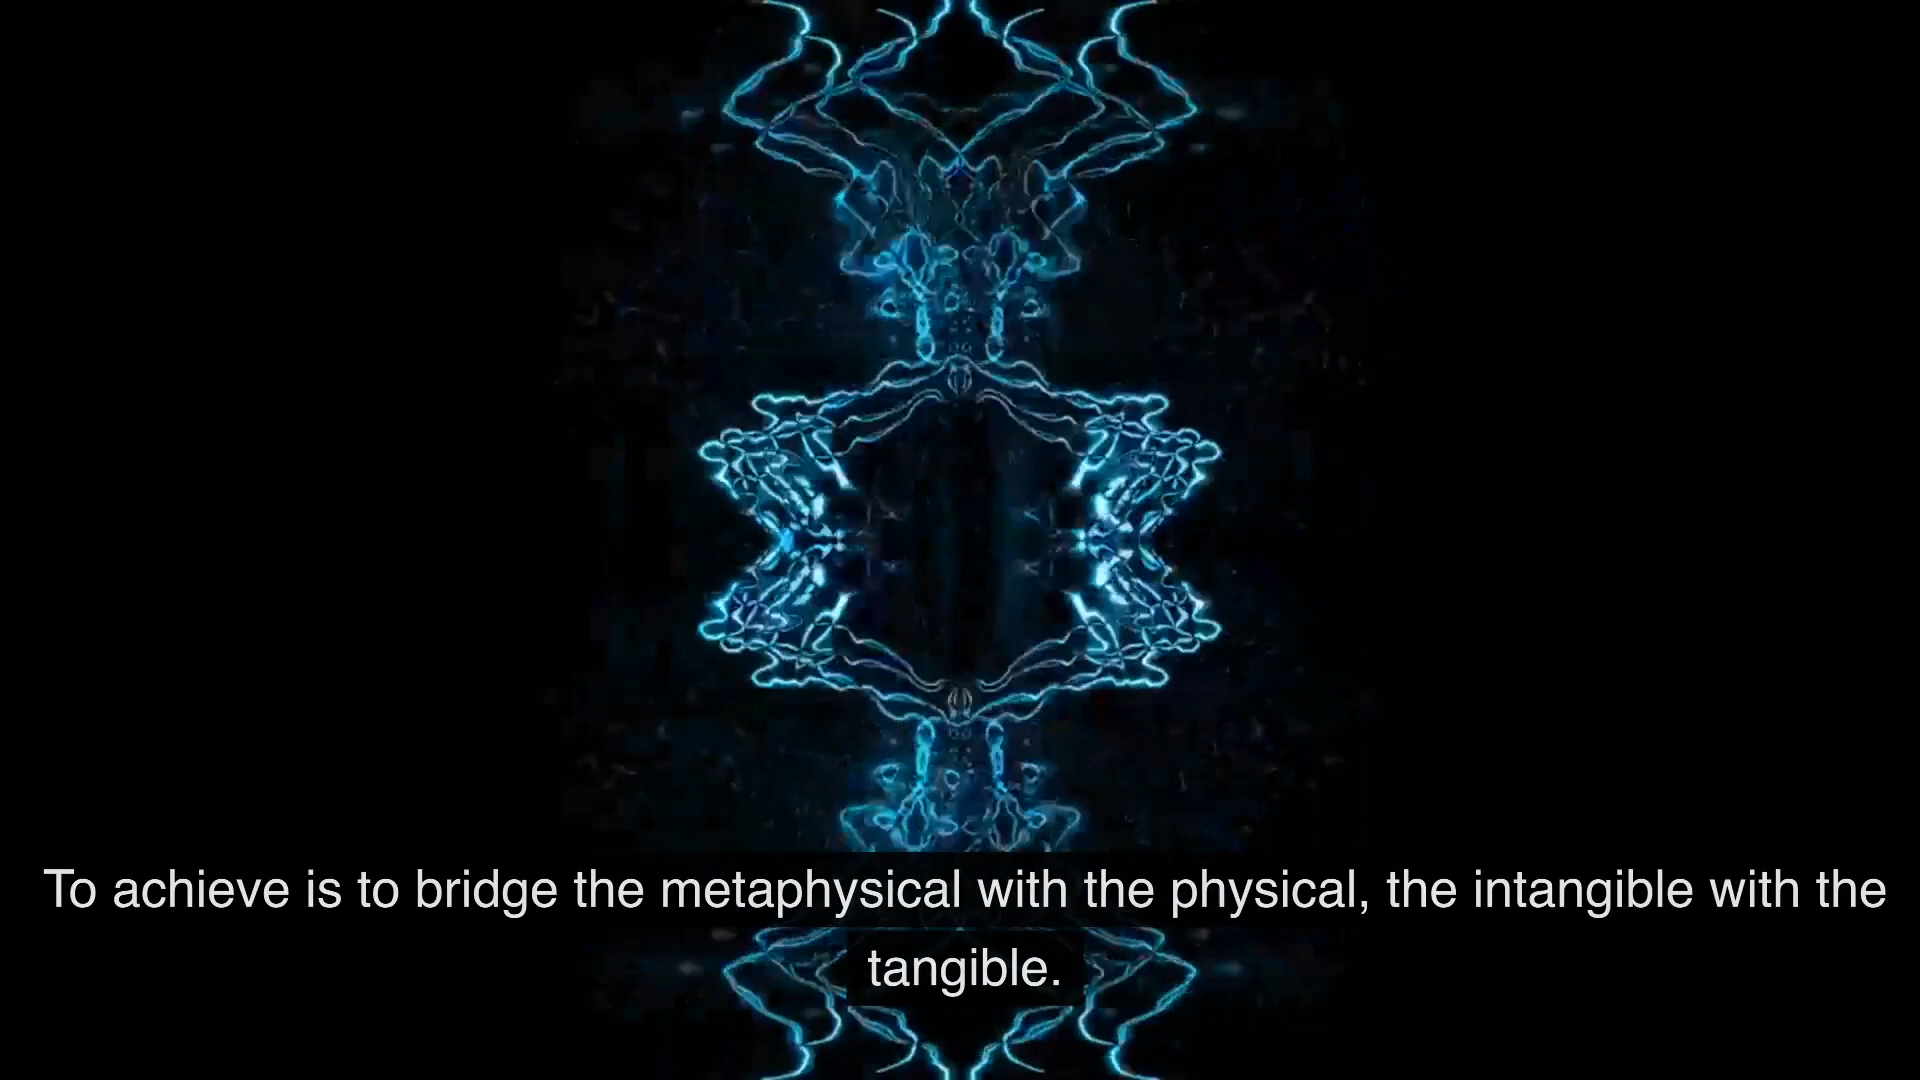 To achieve is to bridge the metaphysical with the physical, the intangible with the
tangible.